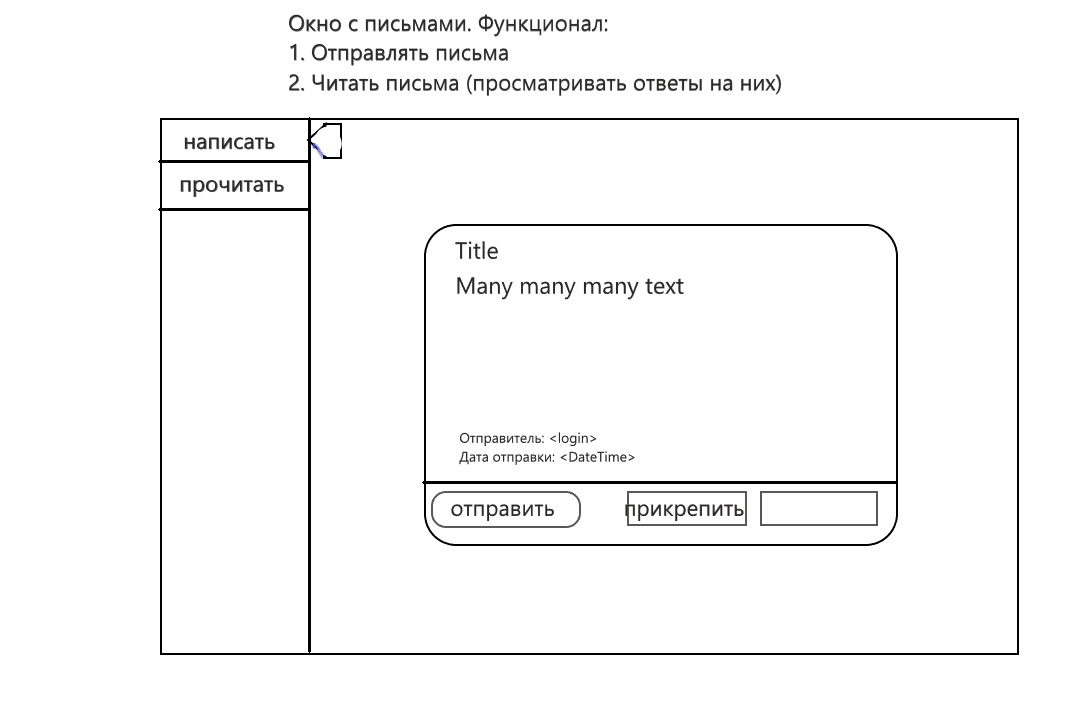 Окно с письмами. Функционал:
1. Отправлять письма
2. Читать письма (просматривать ответы на них)
написать
прочитать
Title
Many many many text
Отправитель: <login>
Дата отправки: <DateTime>
отправить прикрепить